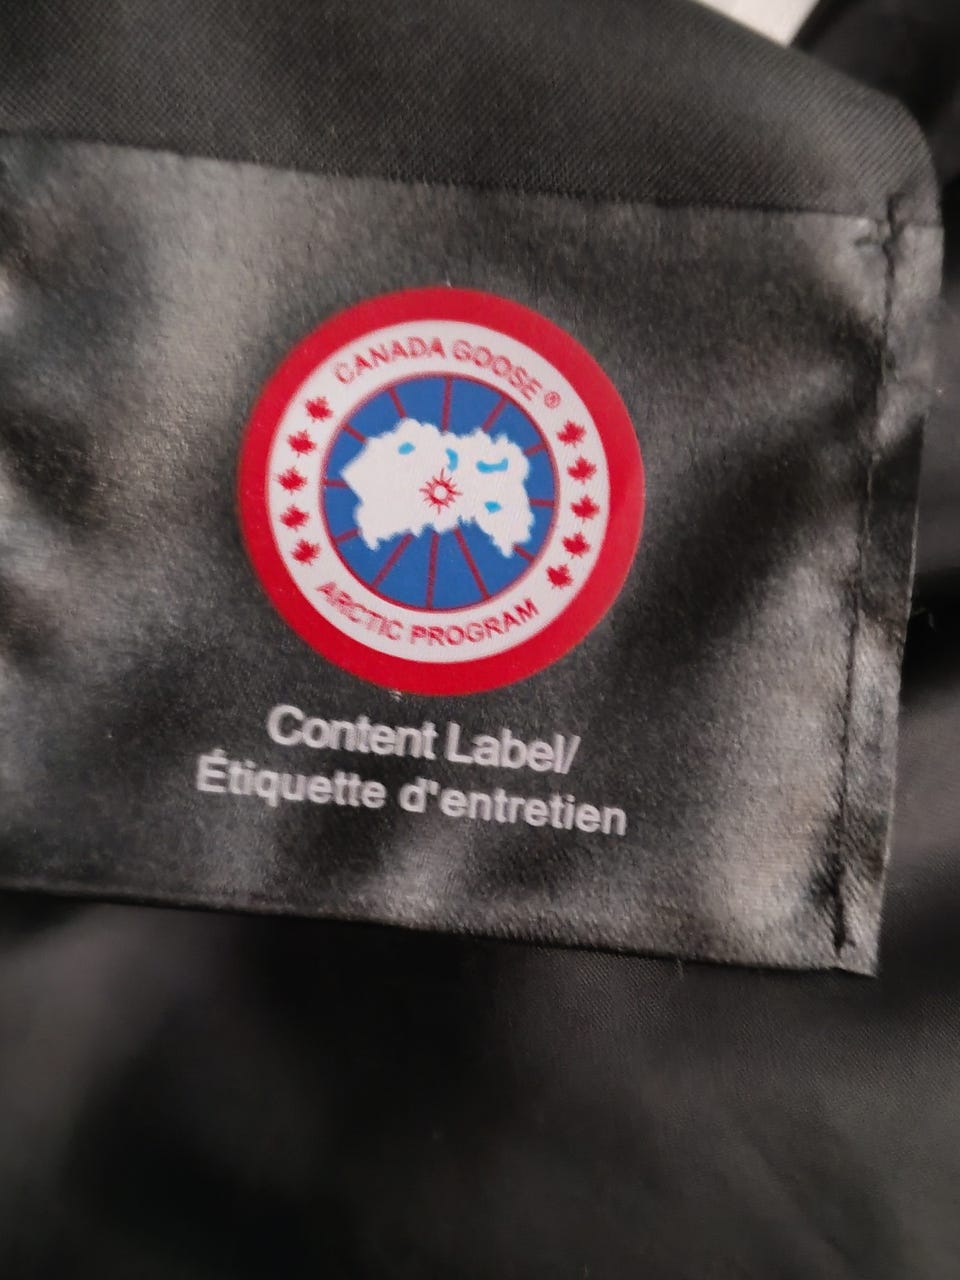 CANADA GOOSE ®
ARCTIC PROGRAM
Content Label/
Étiquette d'entretien